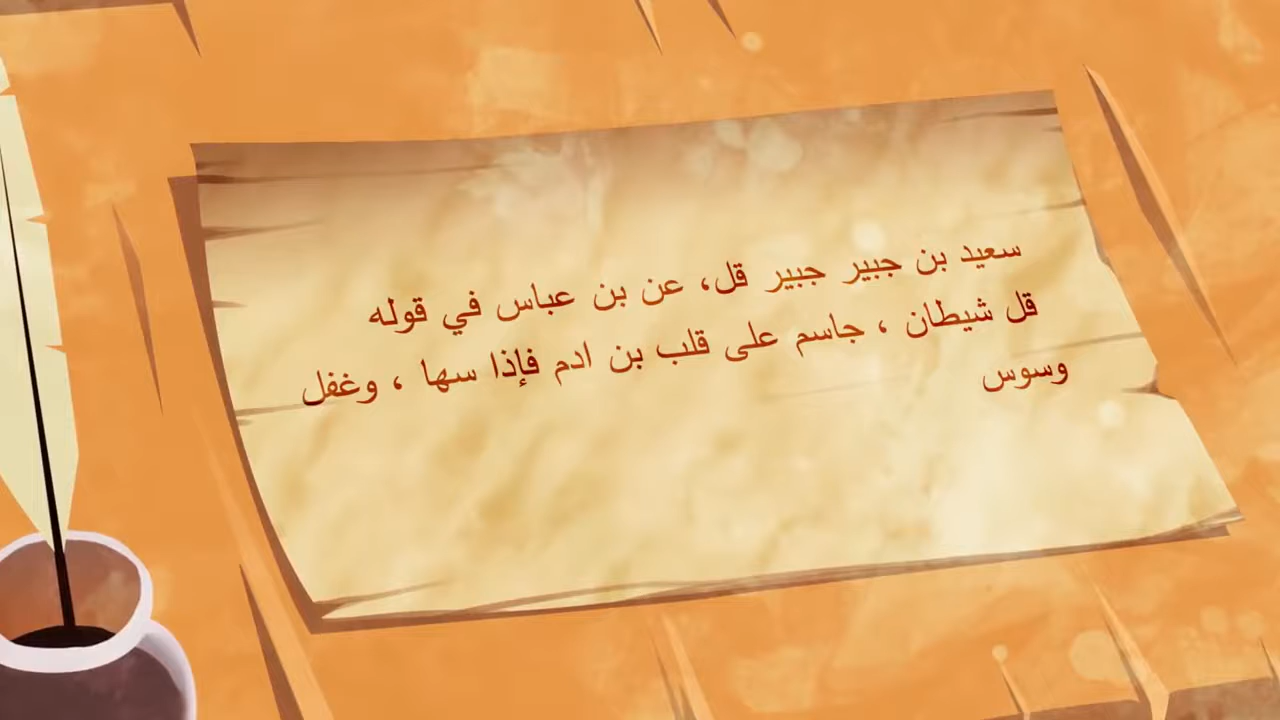 سعيد بن جبير جبير قل، عن بن عباس في قوله
قل شيطان ، جاسم على قلب بن ادم فإذا سها ، وغفل
وسوس